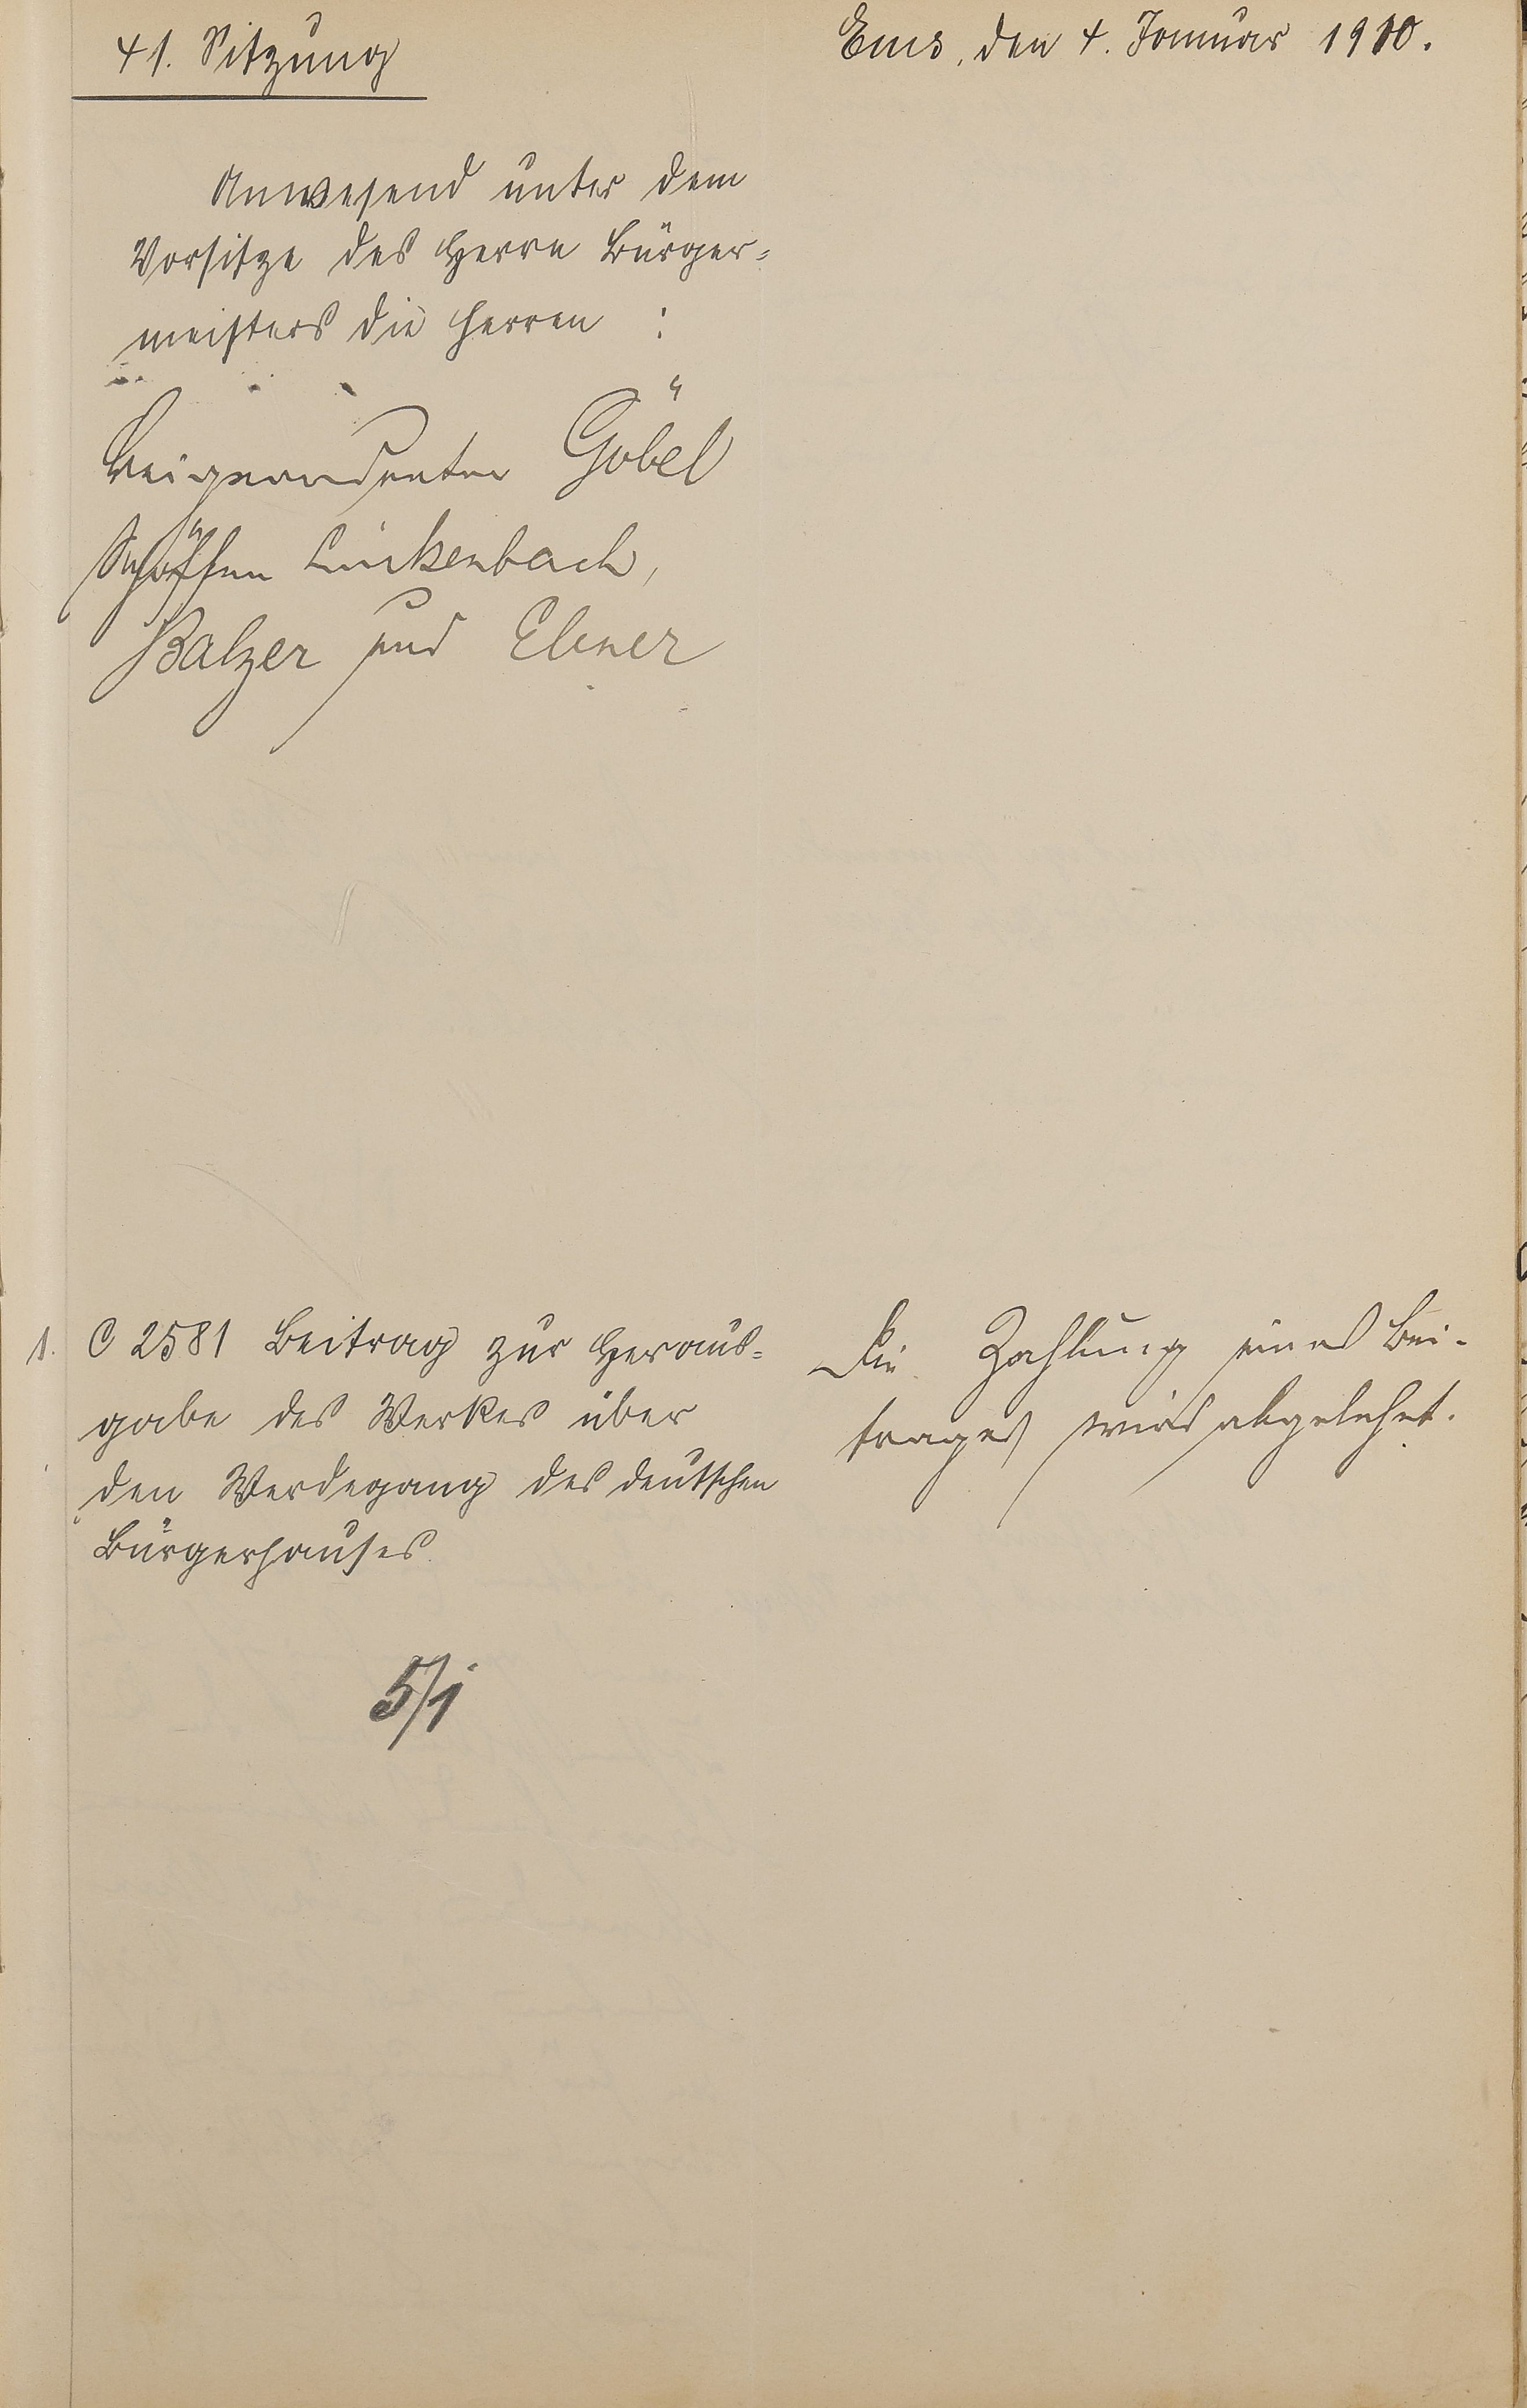 41. Sitzung
Ems, den 4. Januar 1910.
Anwesend unter dem
Vorsitze des Herrn Bürger=
meisters die Herren :
Beigeordneter Göbel
Schöffen Linkenbach,
Balzer und Ebner
1. C 2581 Beitrag zur Heraus=
gabe des Werkes über
den Werdegang des deutschen
Bürgerhauses.
5/1
Die Zahlung eines Bei-
trages wird abgelehnt.